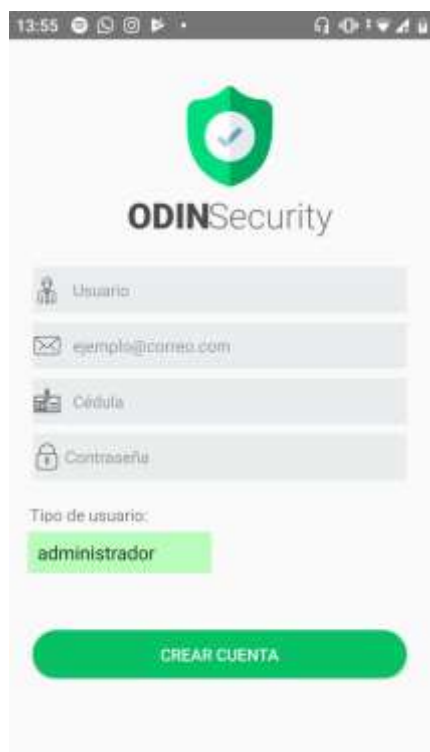 13:55
ODINSecurity
Usuario
ejemplo@correo.com
Cédula
Contraseña
Tipo de usuario:
administrador
CREAR CUENTA